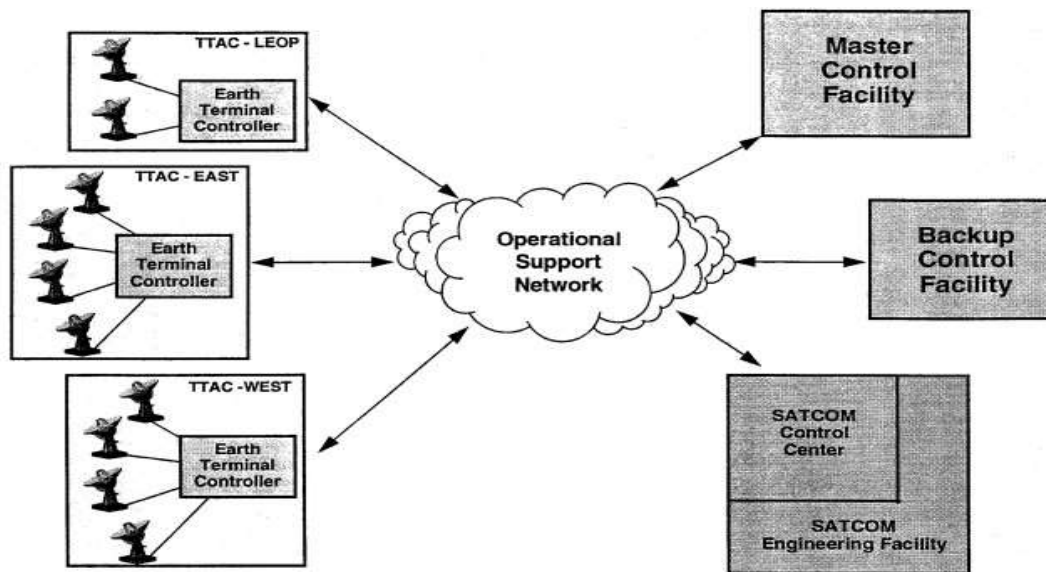 TTAC - LEOP
Earth
Terminal
Controller
TTAC - EAST
Earth
Terminal
Controller
TTAC -WEST
Earth
Terminal
Controller
Operational
Support
Network
Master
Control
Facility
Backup
Control
Facility
SATCOM
Control
Center
SATCOM
Engineering Facility